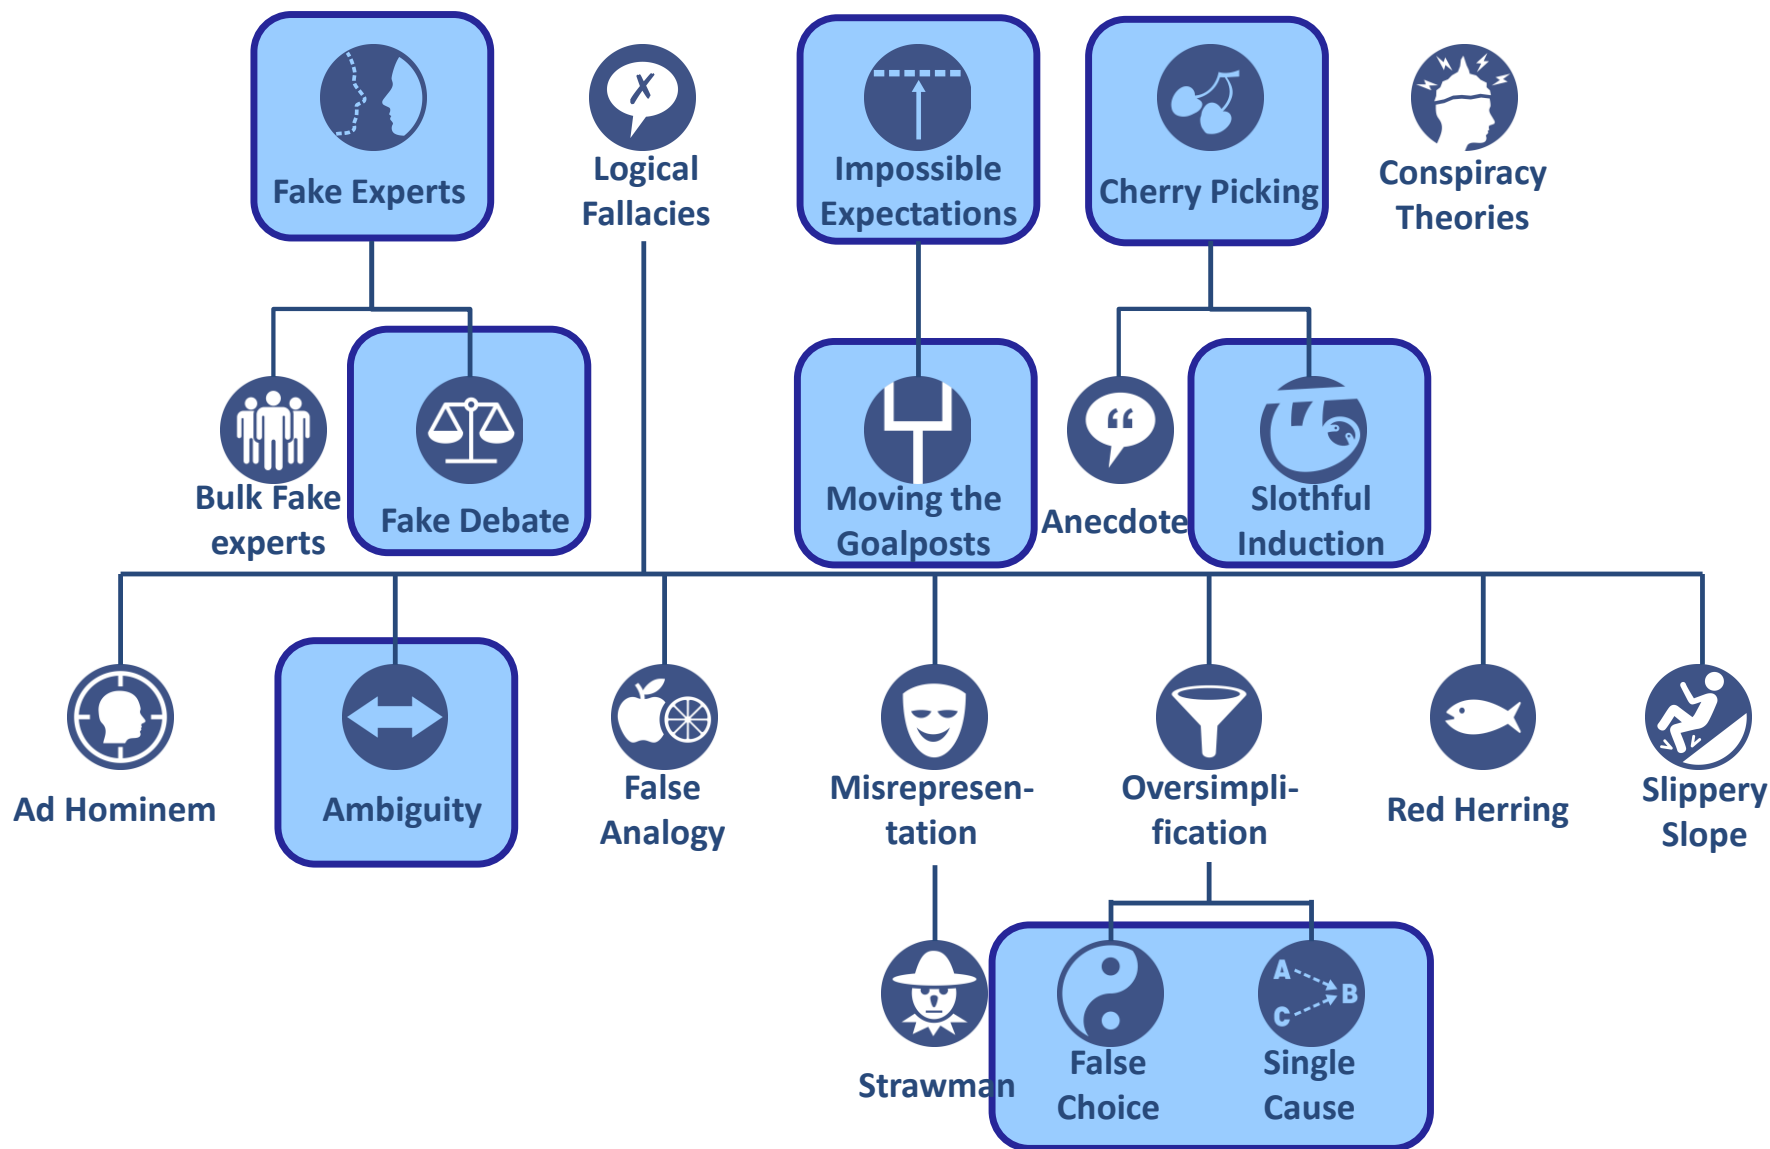 Fake Experts
Logical
Fallacies
Impossible
Expectations
Cherry Picking
Conspiracy
Theories
Bulk Fake
experts
Fake Debate
Moving the
Goalposts
“
Anecdote
Slothful
Induction
Ad Hominem
Ambiguity
False
Analogy
Misrepresen-
tation
Oversimpli-
fication
Red Herring
Slippery
Slope
Strawman
False
Choice
A
B
C
Single
Cause